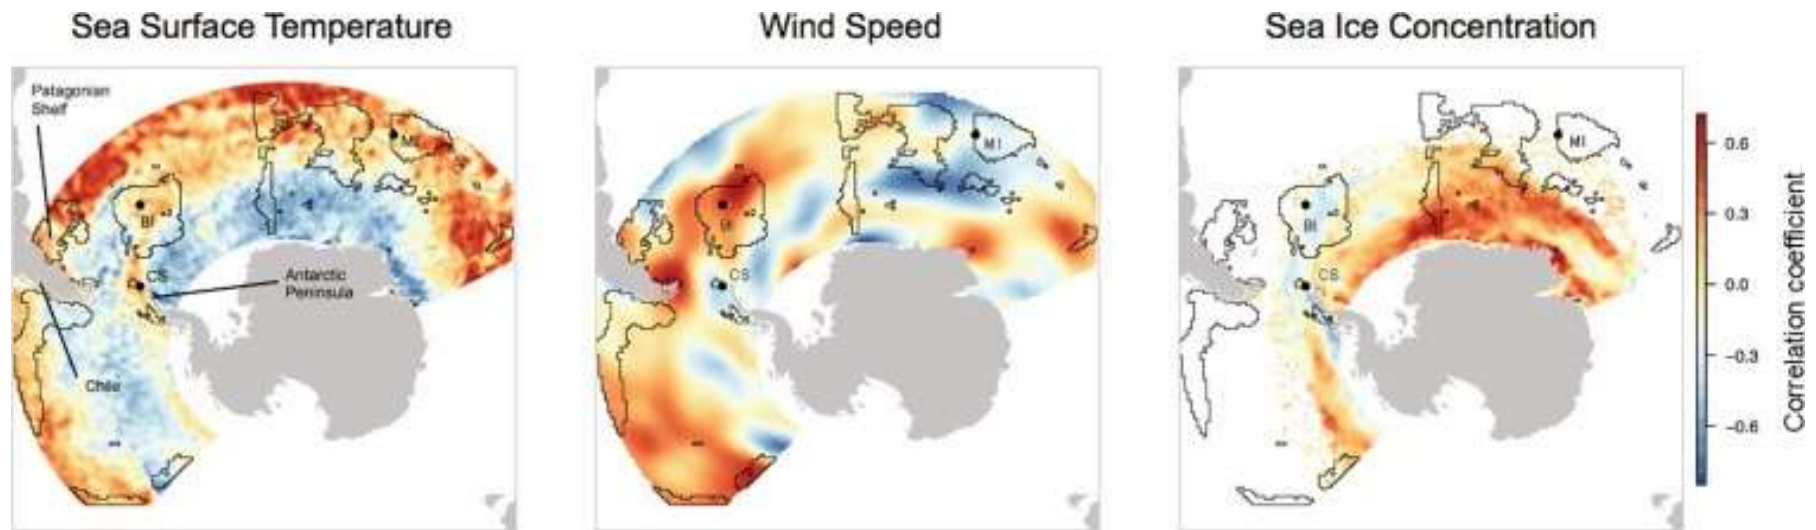 Sea Surface Temperature
Wind Speed
Sea Ice Concentration
Patagonian
Shelf
BI
CS
Antarctic
Peninsula
Chile
MI
BI
CS
MI
BI
CS
0.6
0.3
0.0
-0.3
-0.6
Correlation coefficient